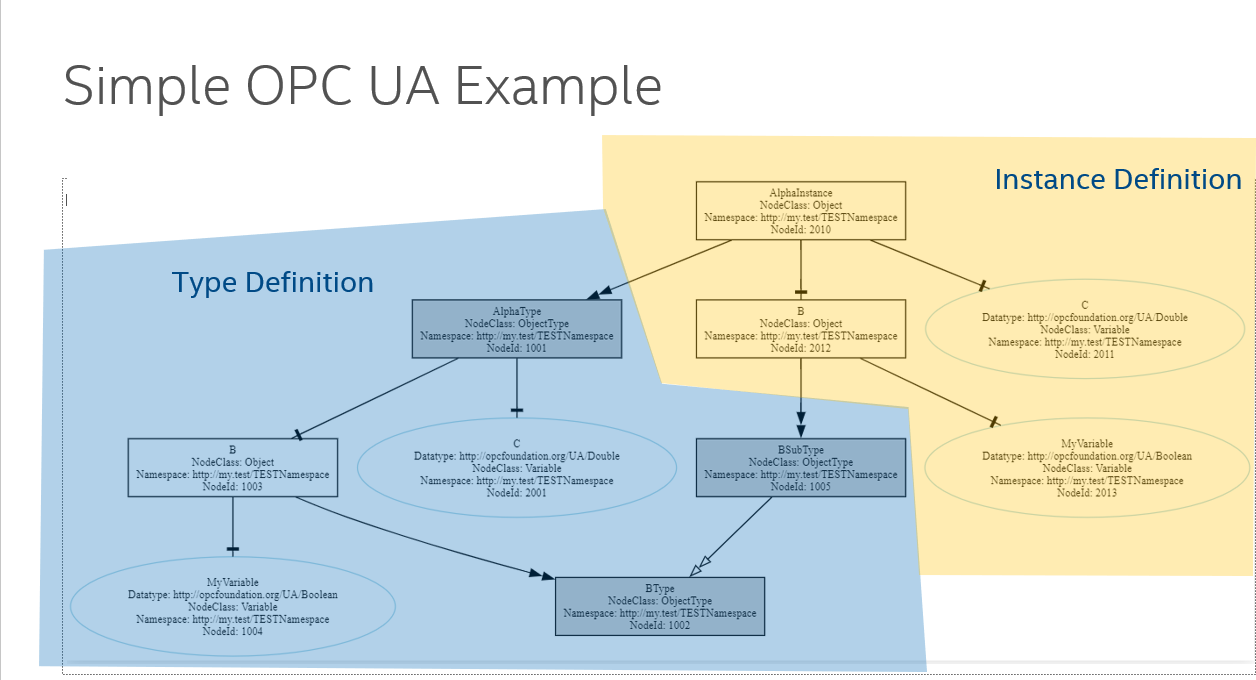 Simple OPC UA Example
Instance Definition
AlphaInstance
NodeClass: Object
Namespace: http://my.test/TESTNamespace
NodeId: 2010
Type Definition
AlphaType
NodeClass: ObjectType
Namespace: http://my.test/TESTNamespace
NodeId: 1001
B
NodeClass: Object
Namespace: http://my.test/TESTNamespace
NodeId: 2012
C
Datatype: http://opcfoundation.org/UA/Double
NodeClass: Variable
Namespace: http://my.test/TESTNamespace
NodeId: 2011
B
NodeClass: Object
Namespace: http://my.test/TESTNamespace
NodeId: 1003
C
Datatype: http://opcfoundation.org/UA/Double
NodeClass: Variable
Namespace: http://my.test/TESTNamespace
NodeId: 2001
BSubType
NodeClass: ObjectType
Namespace: http://my.test/TESTNamespace
NodeId: 1005
MyVariable
Datatype: http://opcfoundation.org/UA/Boolean
NodeClass: Variable
Namespace: http://my.test/TESTNamespace
NodeId: 2013
MyVariable
Datatype: http://opcfoundation.org/UA/Boolean
NodeClass: Variable
Namespace: http://my.test/TESTNamespace
NodeId: 1004
BType
NodeClass: ObjectType
Namespace: http://my.test/TESTNamespace
NodeId: 1002